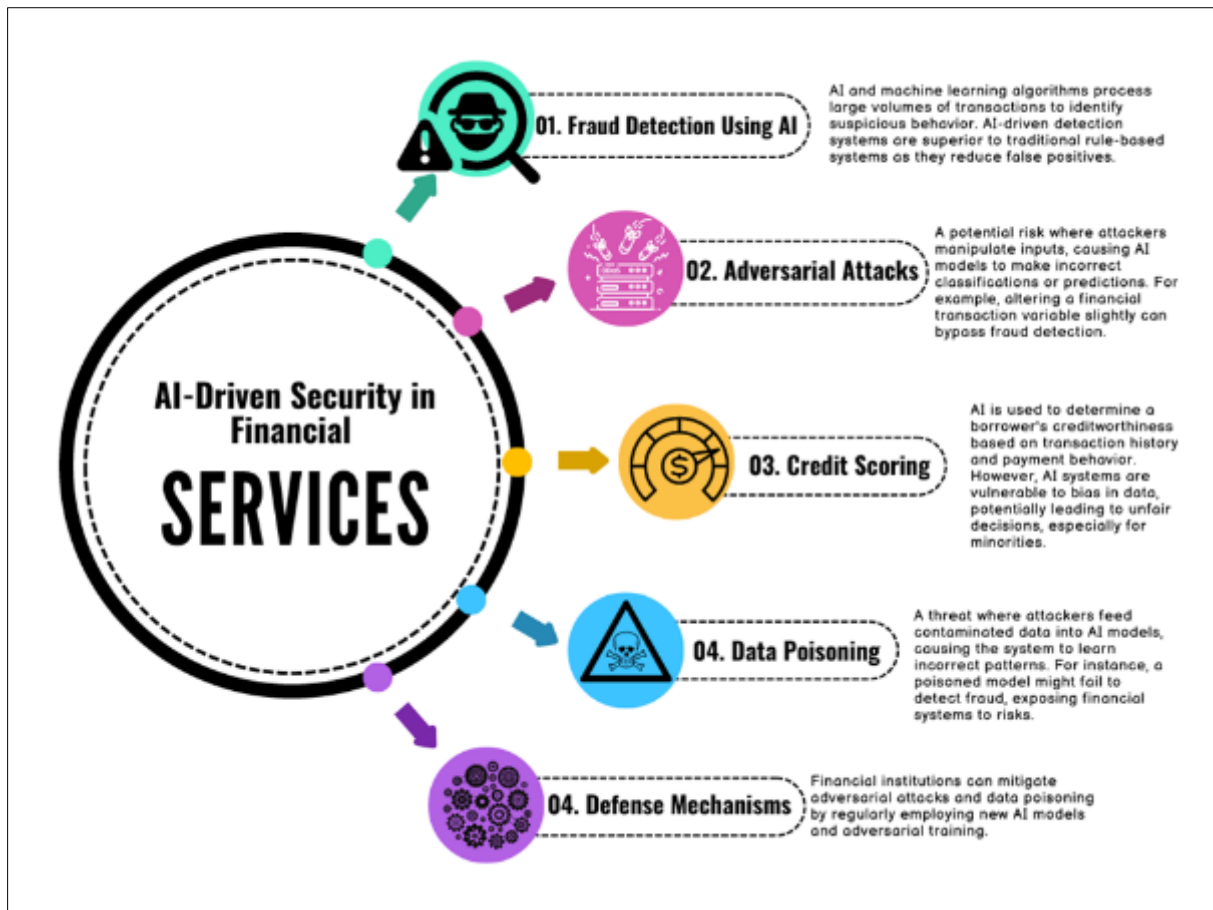 01. Fraud Detection Using AI
AI and machine learning algorithms process
large volumes of transactions to identify
suspicious behavior. AI-driven detection
systems are superior to traditional rule-based
systems as they reduce false positives.
02. Adversarial Attacks
A potential risk where attackers
manipulate inputs, causing AI
models to make incorrect
classifications or predictions. For
example, altering a financial
transaction variable slightly can
bypass fraud detection.
AI-Driven Security in
Financial
SERVICES
03. Credit Scoring
AI is used to determine a
borrower's creditworthiness
based on transaction history
and payment behavior.
However, AI systems are
vulnerable to bias in data,
potentially leading to unfair
decisions, especially for
minorities.
04. Data Poisoning
A threat where attackers feed
contaminated data into AI models,
causing the system to learn
incorrect patterns. For instance, a
poisoned model might fail to
detect fraud, exposing financial
systems to risks.
04. Defense Mechanisms
Financial institutions can mitigate
adversarial attacks and data poisoning
by regularly employing new AI models
and adversarial training.